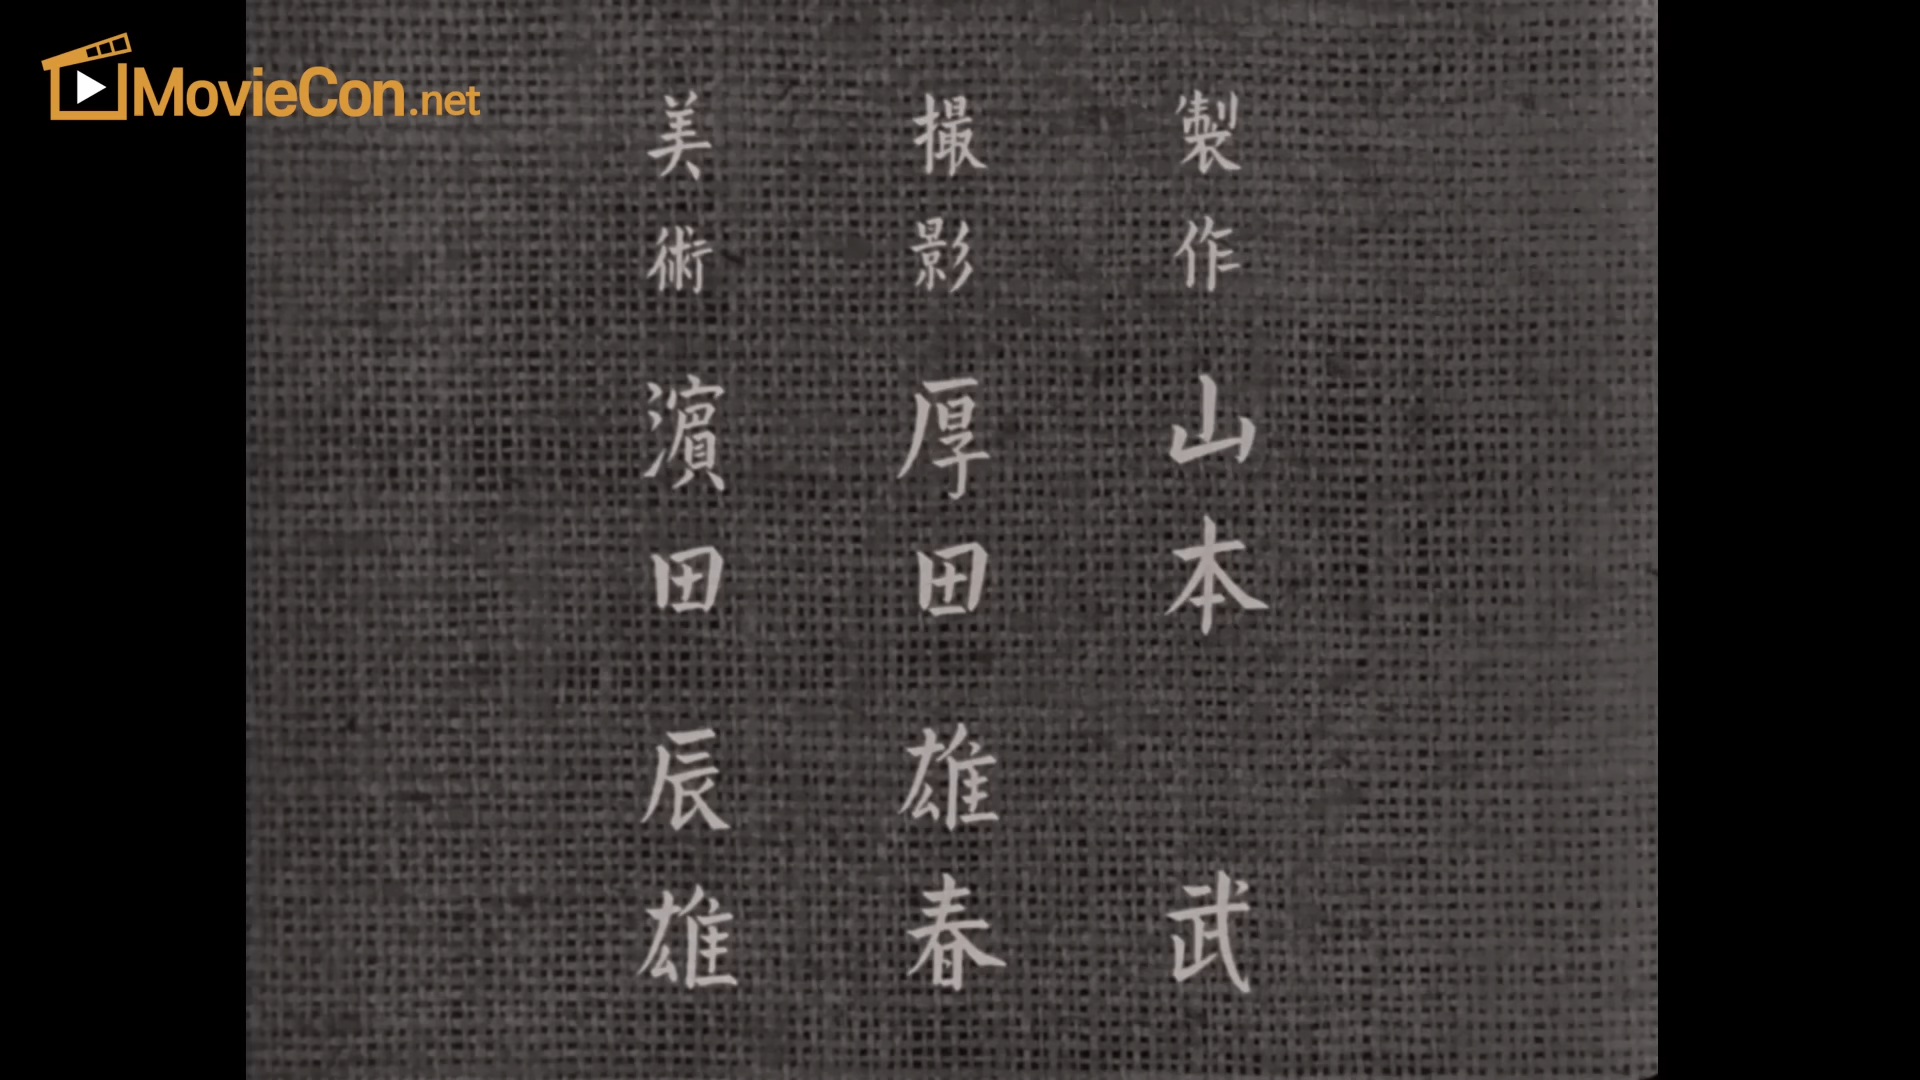 MovieCon.net
製作 山本 武
撮影 厚田 雄春
美術 濱田 辰雄